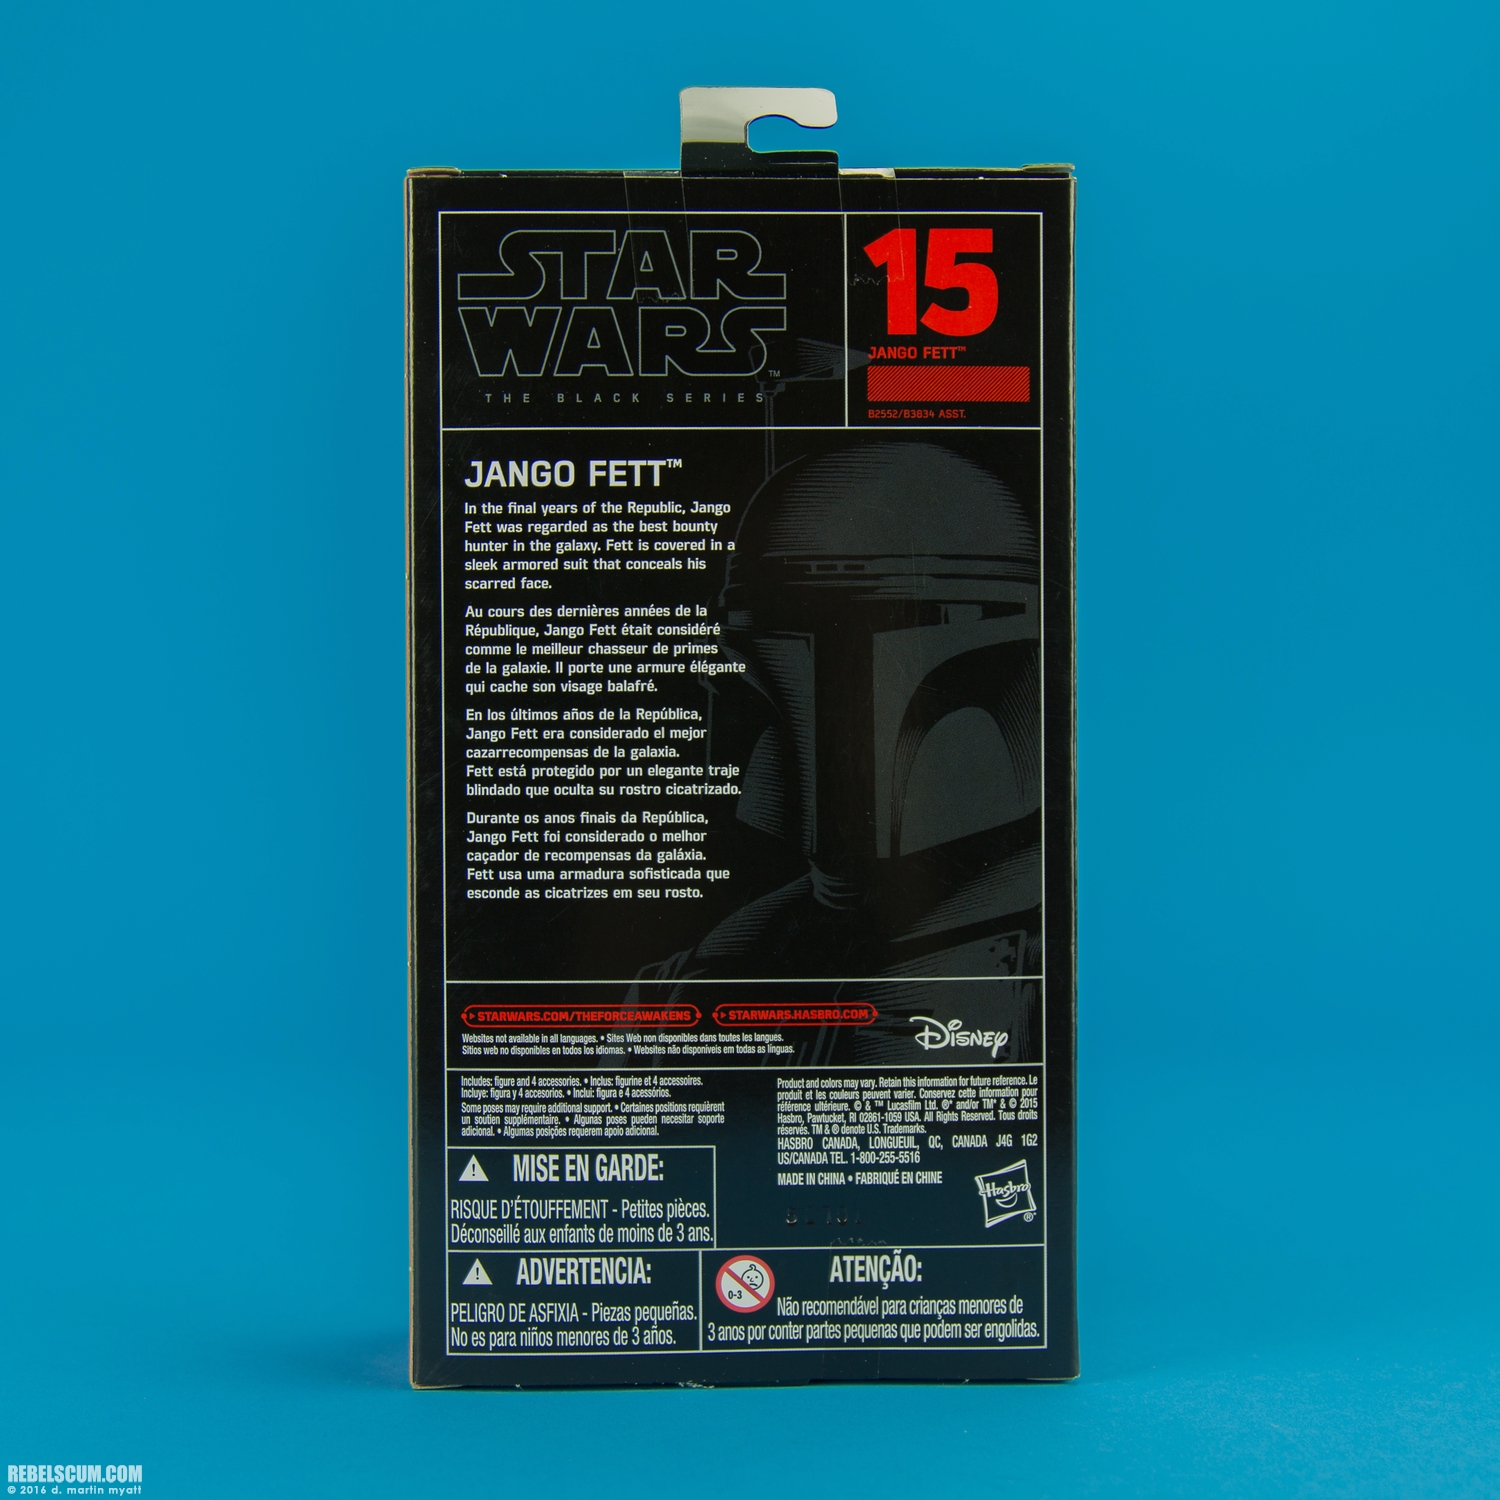 STAR
WARS
TM
THE BLACK SERIES
15
JANGO FETT™
B2552/B3834 ASST.
JANGO FETT™
In the final years of the Republic, Jango
Fett was regarded as the best bounty
hunter in the galaxy. Fett is covered in a
sleek armored suit that conceals his
scarred face.
Au cours des dernières années de la
République, Jango Fett était considéré
comme le meilleur chasseur de primes
de la galaxie. Il porte une armure élégante
qui cache son visage balafré.
En los últimos años de la República,
Jango Fett era considerado el mejor
cazarrecompensas de la galaxia.
Fett está protegido por un elegante traje
blindado que oculta su rostro cicatrizado.
Durante os anos finais da República,
Jango Fett foi considerado o melhor
caçador de recompensas da galáxia.
Fett usa uma armadura sofisticada que
esconde as cicatrizes em seu rosto.
STARWARS.COM/THEFORCEAWAKENS
STARWARS.HASBRO.COM
Websites not available in all languages. • Sites Web non disponibles dans toutes les langues.
Sitios web no disponibles en todos los idiomas. • Websites não disponíveis em todas as línguas.
Disney
Includes: figure and 4 accessories. • Inclus: figurine et 4 accessoires.
Incluye: figura y 4 accesorios. • Inclui: figura e 4 acessórios.
Some poses may require additional support. • Certaines positions requièrent
un soutien supplémentaire. • Algunas poses pueden necesitar soporte
adicional. • Algumas posições requerem apoio adicional.
Product and colors may vary. Retain this information for future reference. Le
produit et les couleurs peuvent varier. Conservez cette information pour
référence ultérieure. © & ™ Lucasfilm Ltd. ®* and/or TM* & © 2015
Hasbro, Pawtucket, RI 02861-1059 USA. All Rights Reserved. Tous droits
réservés. TM & ® denote U.S. Trademarks.
HASBRO CANADA, LONGUEUIL, QC, CANADA J4G 1G2
US/CANADA TEL. 1-800-255-5516
MADE IN CHINA • FABRIQUÉ EN CHINE
Hasbro
®*
MISE EN GARDE:
RISQUE D'ÉTOUFFEMENT - Petites pièces.
Déconseillé aux enfants de moins de 3 ans.
ADVERTENCIA:
PELIGRO DE ASFIXIA - Piezas pequeñas.
No es para niños menores de 3 años.
0-3
ATENÇÃO:
Não recomendável para crianças menores de
3 anos por conter partes pequenas que podem ser engolidas.
REBELSCUM.COM
© 2016 d. martin myatt